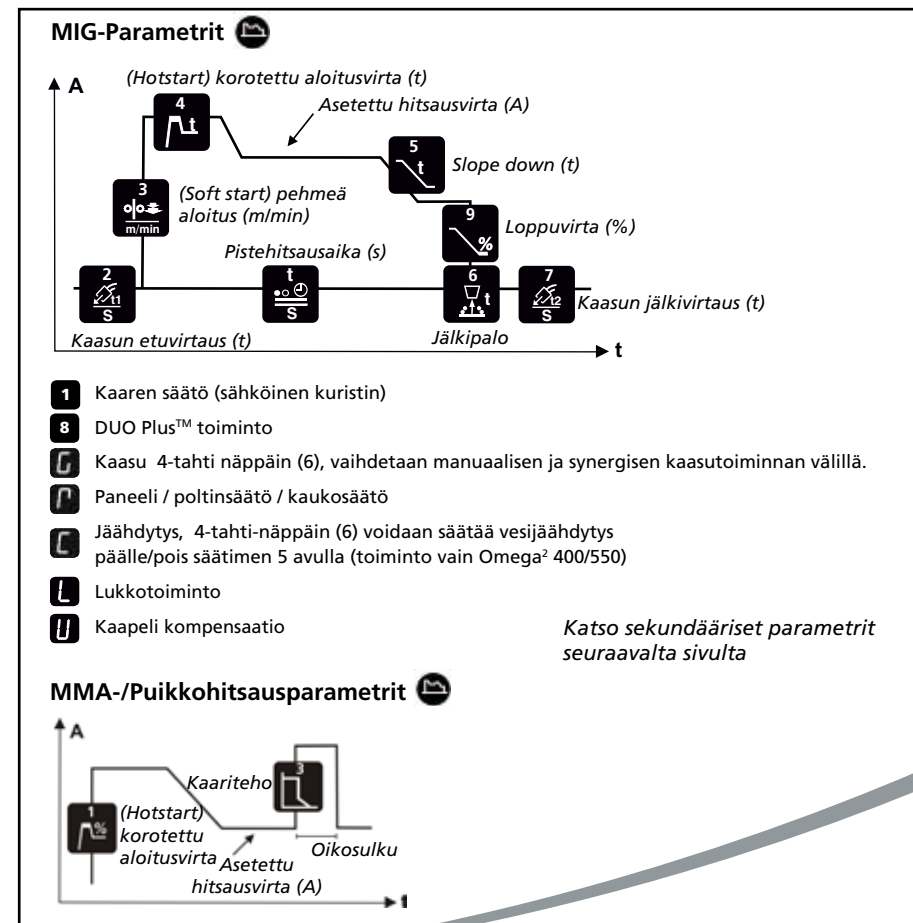 MIG-Parametrit
A
(Hotstart) korotettu aloitusvirta (t)
4
t
Asetettu hitsausvirta (A)
5
t
Slope down (t)
3
m/min
(Soft start) pehmeä
aloitus (m/min)
9
%
Loppuvirta (%)
Pistehitsausaika (s)
2
t1
S
t
S
6
t
7
t2
S
Kaasun jälkivirtaus (t)
Kaasun etuvirtaus (t)
Jälkipalo
t
1 Kaaren säätö (sähköinen kuristin)
8 DUO Plus™ toiminto
G Kaasu 4-tahti näppäin (6), vaihdetaan manuaalisen ja synergisen kaasutoiminnan välillä.
Paneeli / poltinsäätö / kaukosäätö
C Jäähdytys, 4-tahti-näppäin (6) voidaan säätää vesijäähdytys
päälle/pois säätimen 5 avulla (toiminto vain Omega² 400/550)
L Lukkotoiminto
U Kaapeli kompensaatio
Katso sekundääriset parametrit
seuraavalta sivulta
MMA-/Puikkohitsausparametrit
A
Kaariteho
3
1
%
(Hotstart)
korotettu
aloitusvirta
Asetettu
hitsausvirta (A)
Oikosulku
t